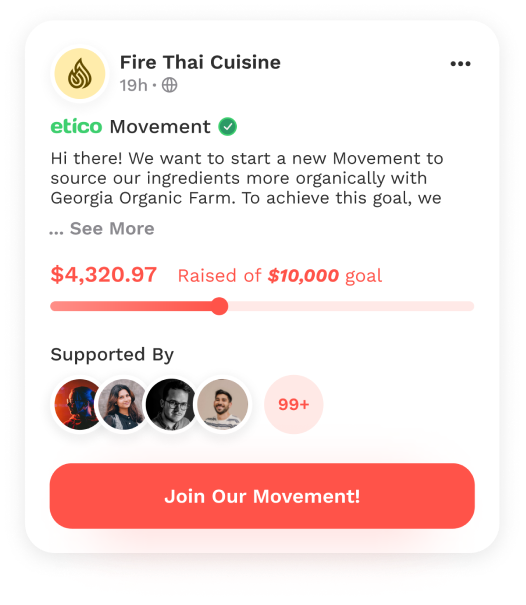 Fire Thai Cuisine
19h ·
etico Movement
Hi there! We want to start a new Movement to
source our ingredients more organically with
Georgia Organic Farm. To achieve this goal, we
... See More
$4,320.97 Raised of $10,000 goal
Supported By
99+
Join Our Movement!